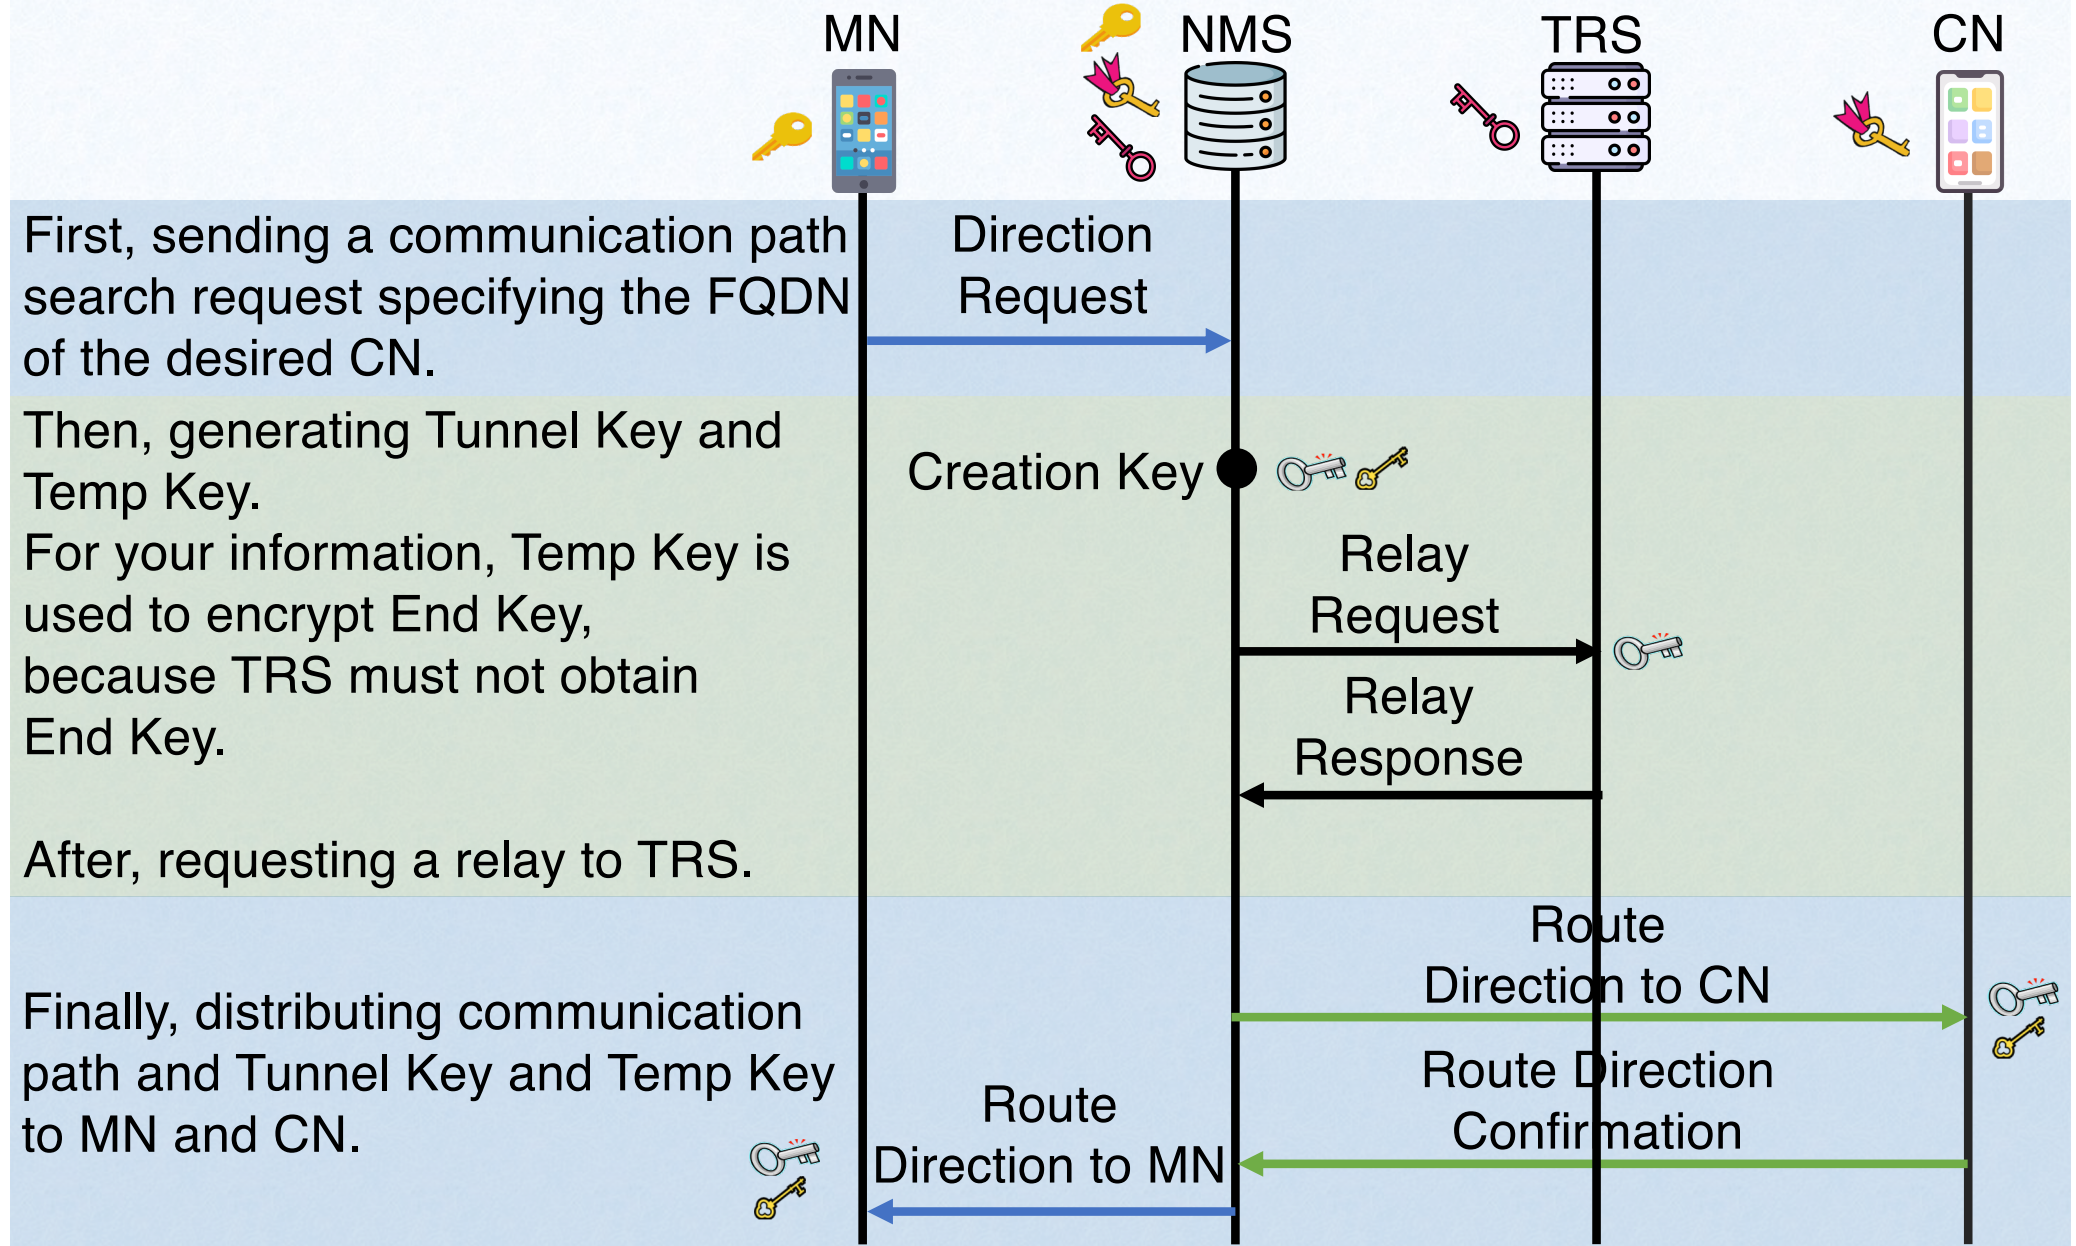 MN
NMS
TRS
CN
First, sending a communication path
search request specifying the FQDN
of the desired CN.
Direction
Request
Then, generating Tunnel Key and
Temp Key.
For your information, Temp Key is
used to encrypt End Key,
because TRS must not obtain
End Key.
After, requesting a relay to TRS.
Creation Key
Relay
Request
Relay
Response
Finally, distributing communication
path and Tunnel Key and Temp Key
to MN and CN.
Route
Direction to CN
Route Direction
Confirmation
Route
Direction to MN